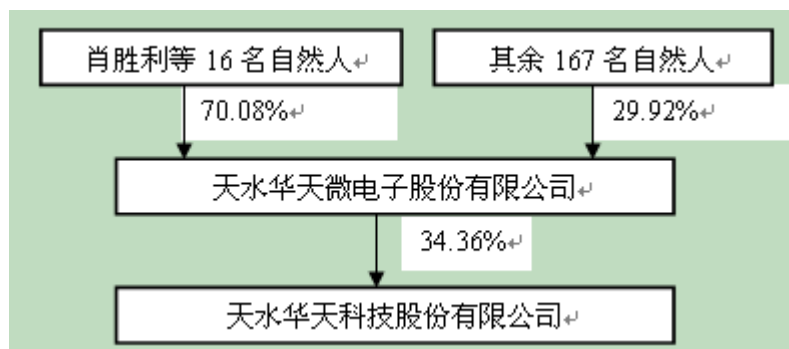 肖胜利等 16 名自然人↵
其余 167 名自然人↵
70.08%↵
29.92%↵
天水华天微电子股份有限公司↵
34.36%↵
天水华天科技股份有限公司↵